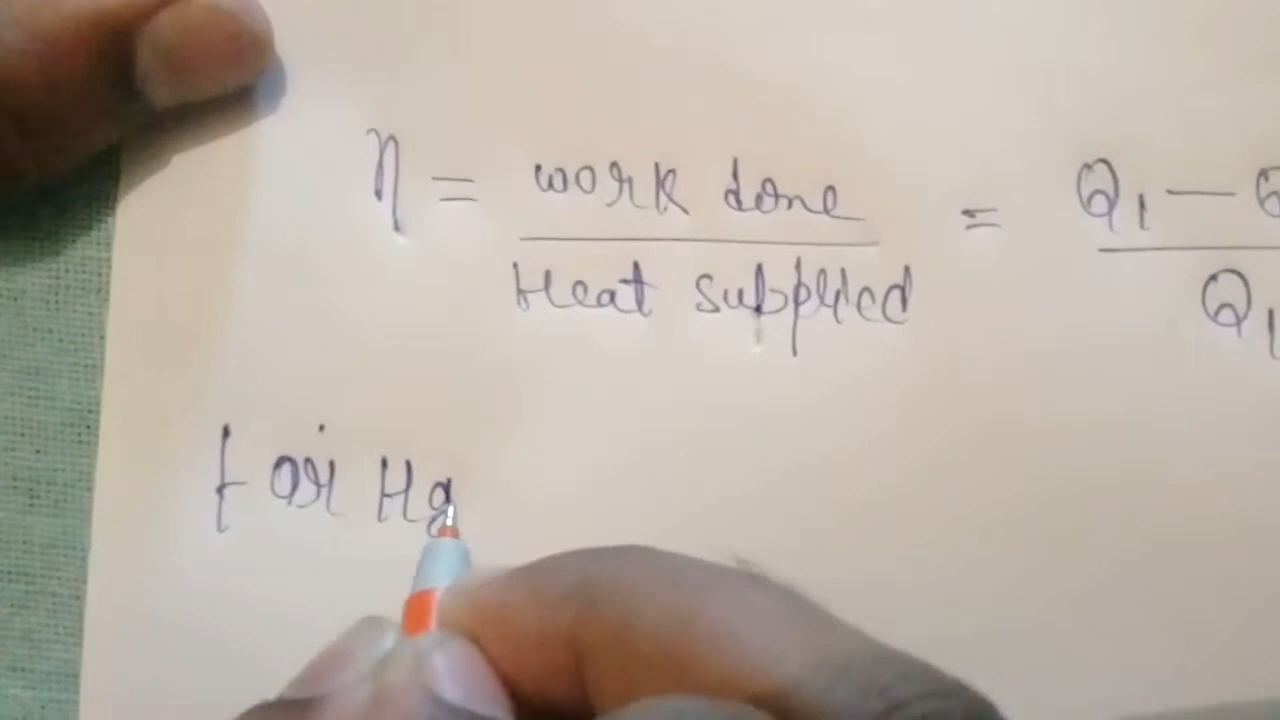 η = work done / Heat supplied = Q₁ — Q / Q₁
for Hg